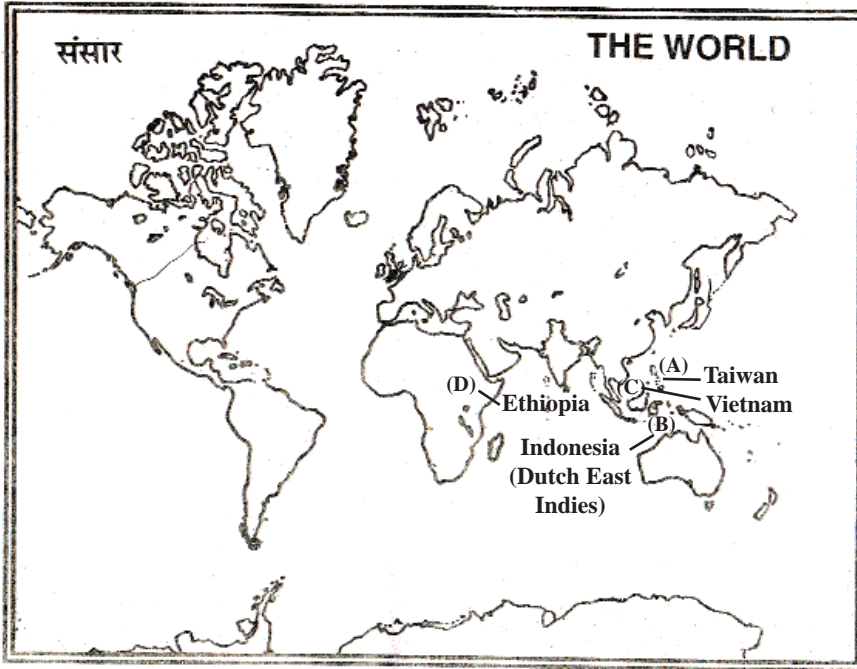 संसार
THE WORLD
(A)
Taiwan
(C)
Vietnam
(D)
Ethiopia
(B)
Indonesia
(Dutch East
Indies)